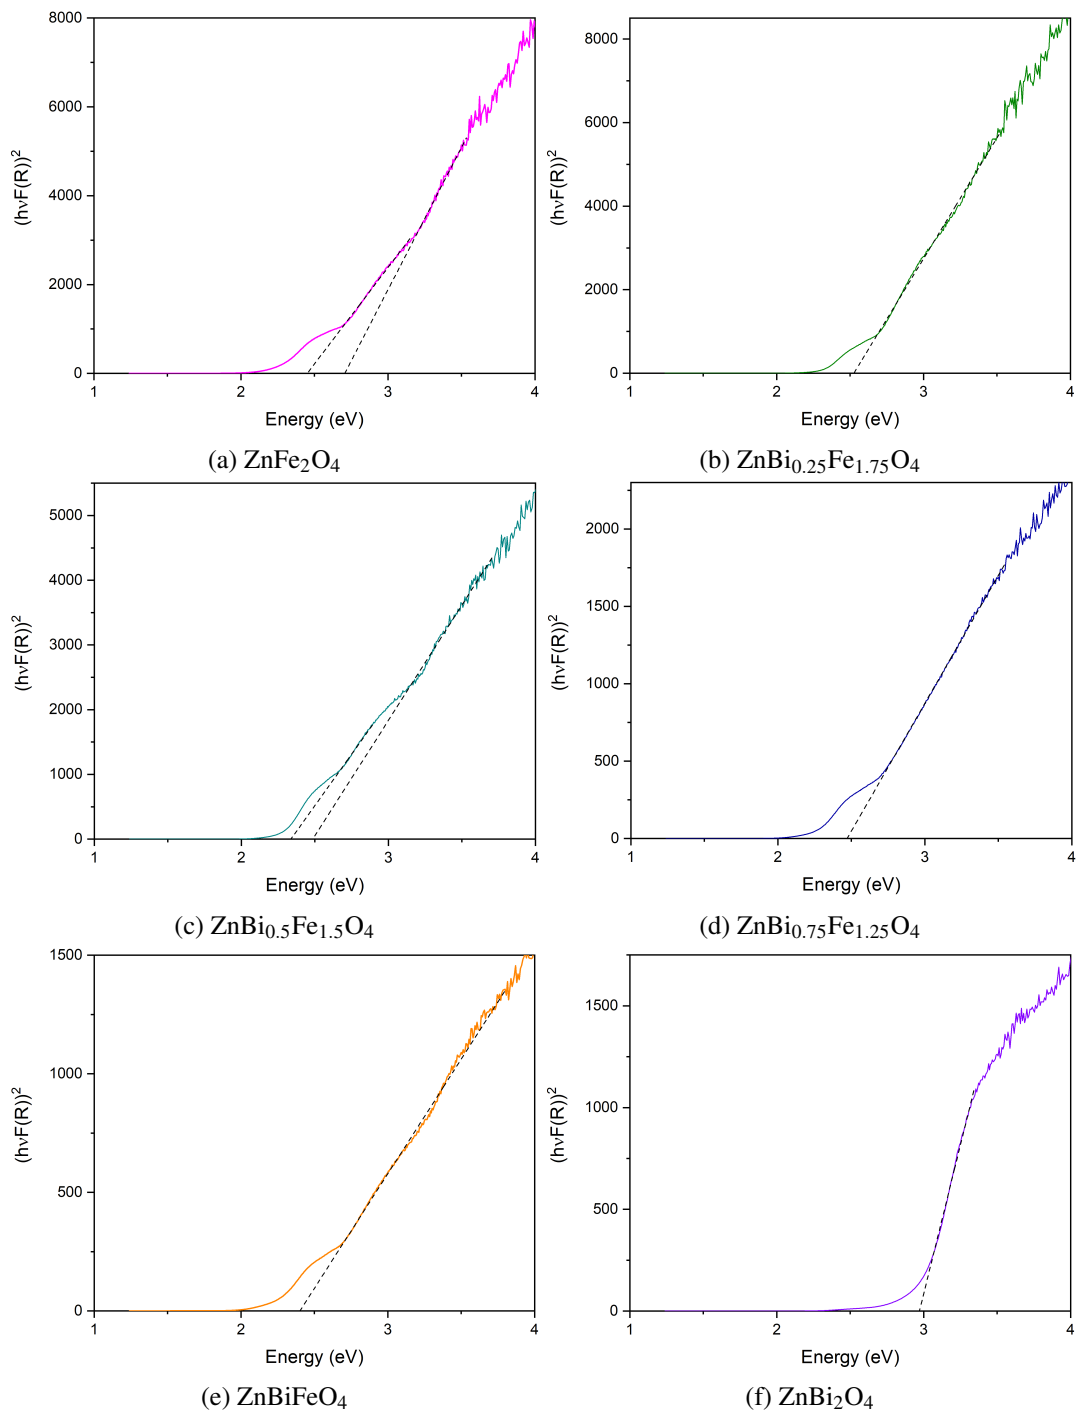 8000
6000
4000
2000
0
(hνF(R))²
1 2 3 4
Energy (eV)
(a) ZnFe₂O₄
8000
6000
4000
2000
0
(hνF(R))²
1 2 3 4
Energy (eV)
(b) ZnBi₀.₂₅Fe₁.₇₅O₄
5000
4000
3000
2000
1000
0
(hνF(R))²
1 2 3 4
Energy (eV)
(c) ZnBi₀.₅Fe₁.₅O₄
2000
1500
1000
500
0
(hνF(R))²
1 2 3 4
Energy (eV)
(d) ZnBi₀.₇₅Fe₁.₂₅O₄
1500
1000
500
0
(hνF(R))²
1 2 3 4
Energy (eV)
(e) ZnBiFeO₄
1500
1000
500
0
(hνF(R))²
1 2 3 4
Energy (eV)
(f) ZnBi₂O₄